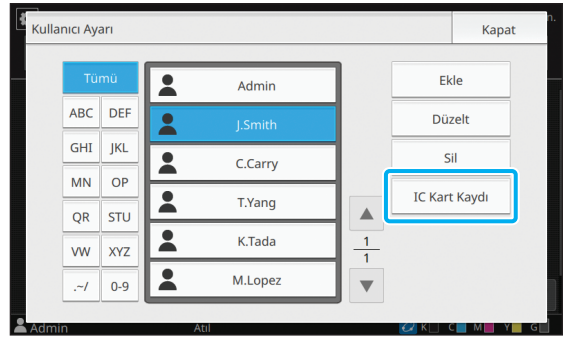 n.
Kullanıcı Ayarı
Kapat
Tümü
ABC DEF
GHI JKL
MN OP
QR STU
VW XYZ
.~/ 0-9
Admin
J.Smith
C.Carry
T.Yang
K.Tada
M.Lopez
1
1
Ekle
Düzelt
Sil
IC Kart Kaydı
Admin Atıl K C M Y G